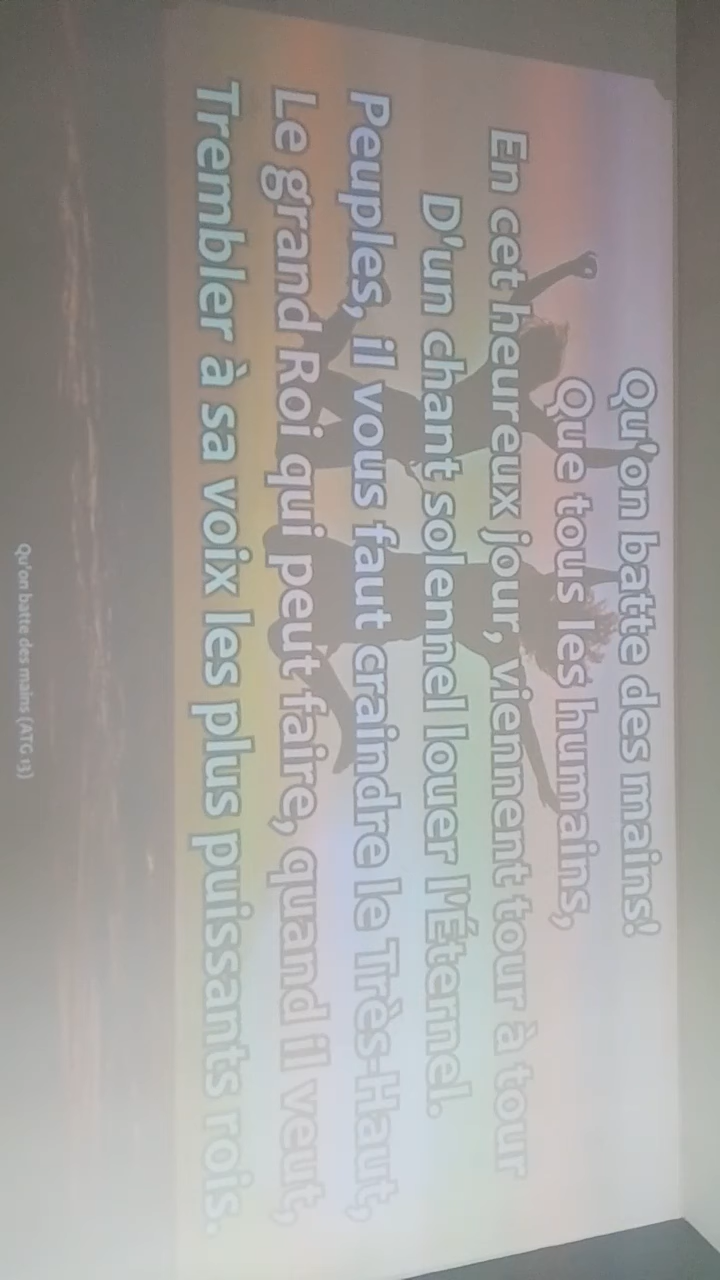 Qu'on batte des mains!
Que tous les humains,
En cet heureux jour, viennent tour à tour
D'un chant solennel louer l'Éternel.
Peuples, il vous faut craindre le Très-Haut,
Le grand Roi qui peut faire, quand il veut,
Trembler à sa voix les plus puissants rois.
Qu'on batte des mains (ATG 13)